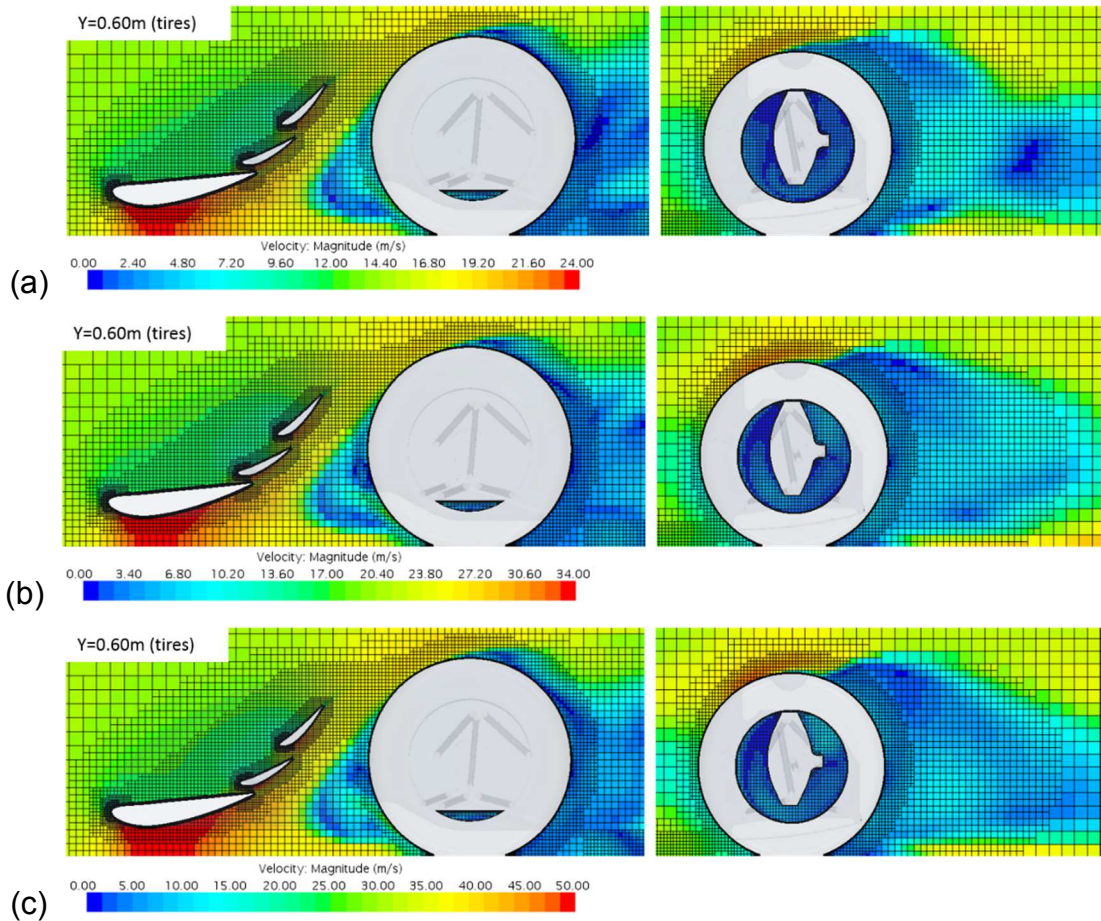 Y=0.60m (tires)
Velocity: Magnitude (m/s)
0.00 2.40 4.80 7.20 9.60 12.00 14.40 16.80 19.20 21.60 24.00
(a)
Y=0.60m (tires)
Velocity: Magnitude (m/s)
0.00 3.40 6.80 10.20 13.60 17.00 20.40 23.80 27.20 30.60 34.00
(b)
Y=0.60m (tires)
Velocity: Magnitude (m/s)
0.00 5.00 10.00 15.00 20.00 25.00 30.00 35.00 40.00 45.00 50.00
(c)